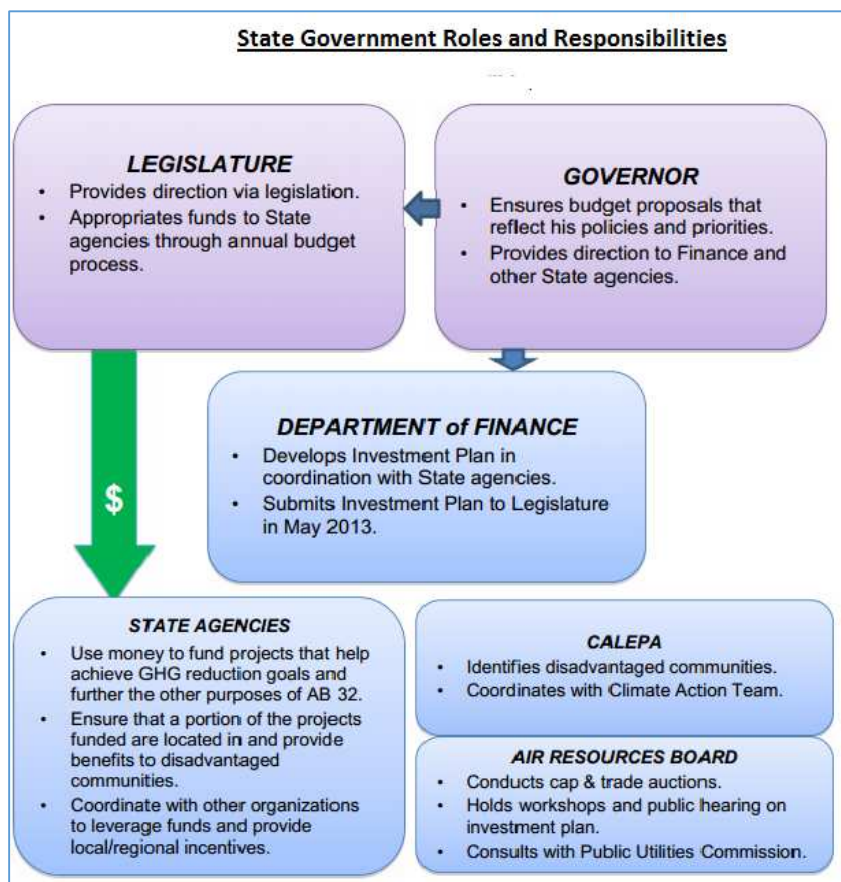 State Government Roles and Responsibilities
LEGISLATURE
• Provides direction via legislation.
• Appropriates funds to State
agencies through annual budget
process.
GOVERNOR
• Ensures budget proposals that
reflect his policies and priorities.
• Provides direction to Finance and
other State agencies.
DEPARTMENT of FINANCE
• Develops Investment Plan in
coordination with State agencies.
• Submits Investment Plan to Legislature
in May 2013.
$
STATE AGENCIES
• Use money to fund projects that help
achieve GHG reduction goals and
further the other purposes of AB 32.
• Ensure that a portion of the projects
funded are located in and provide
benefits to disadvantaged
communities.
• Coordinate with other organizations
to leverage funds and provide
local/regional incentives.
CALEPA
• Identifies disadvantaged communities.
• Coordinates with Climate Action Team.
AIR RESOURCES BOARD
• Conducts cap & trade auctions.
• Holds workshops and public hearing on
investment plan.
• Consults with Public Utilities Commission.